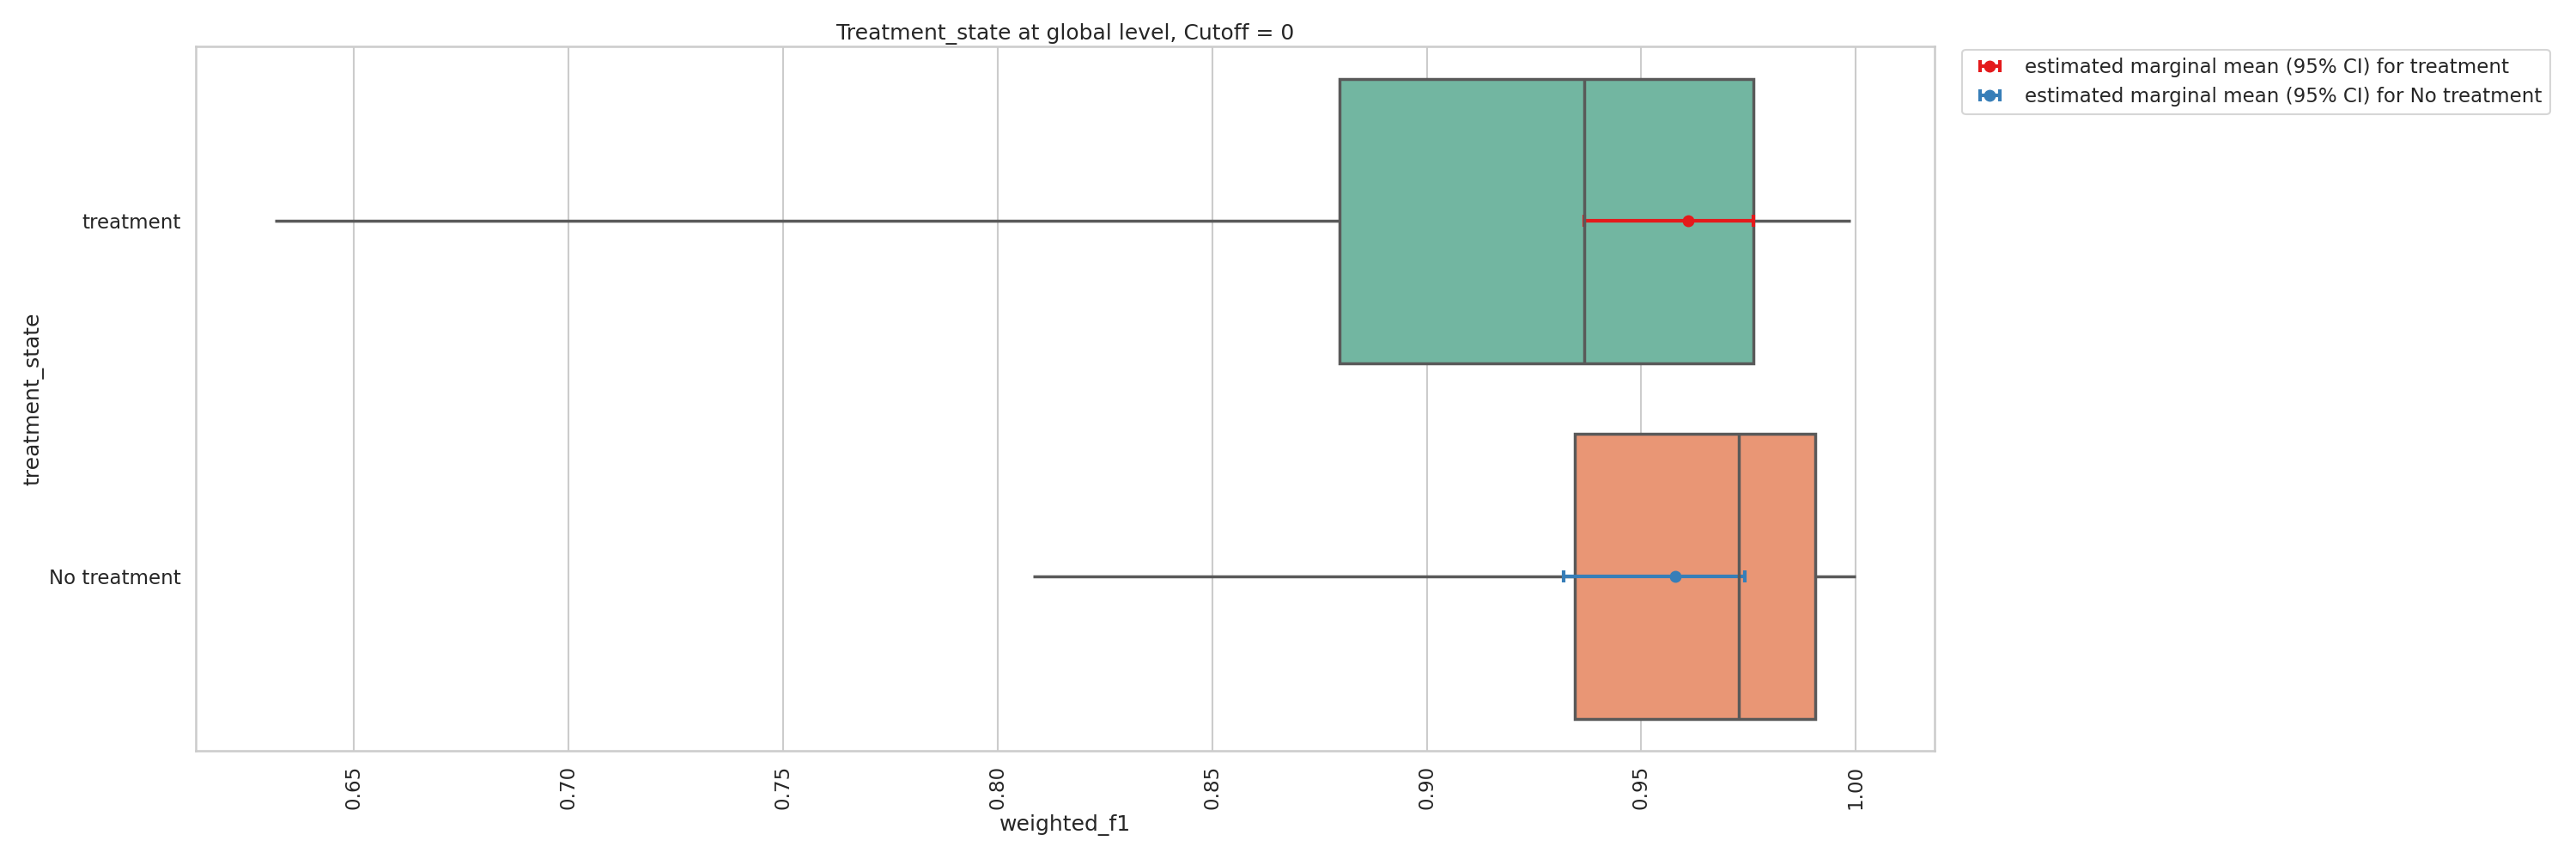 Treatment_state at global level, Cutoff = 0
estimated marginal mean (95% CI) for treatment
estimated marginal mean (95% CI) for No treatment
treatment_state
treatment
No treatment
0.65
0.70
0.75
0.80
0.85
0.90
0.95
1.00
weighted_f1